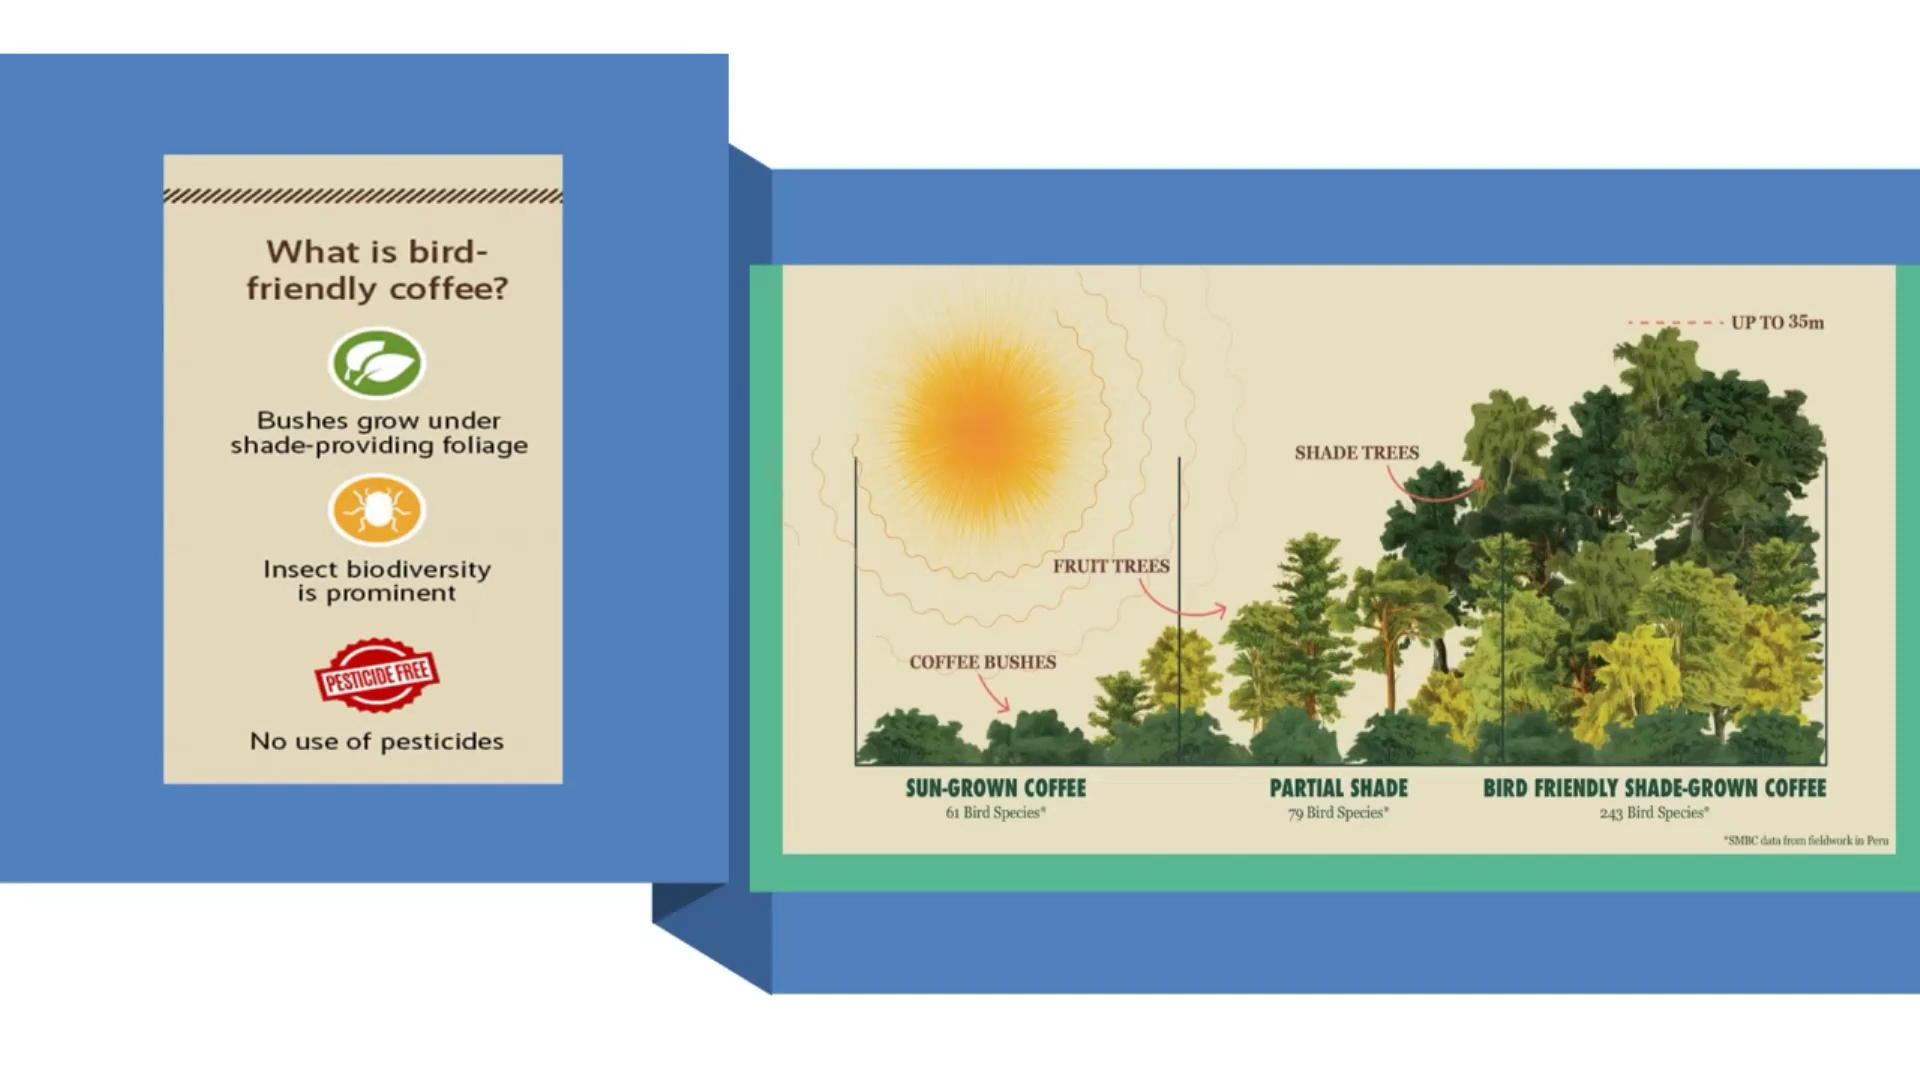 What is bird-
friendly coffee?
Bushes grow under
shade-providing foliage
Insect biodiversity
is prominent
PESTICIDE FREE
No use of pesticides
UP TO 35m
SHADE TREES
FRUIT TREES
COFFEE BUSHES
SUN-GROWN COFFEE
61 Bird Species*
PARTIAL SHADE
79 Bird Species*
BIRD FRIENDLY SHADE-GROWN COFFEE
243 Bird Species*
*SMBC data from fieldwork in Peru